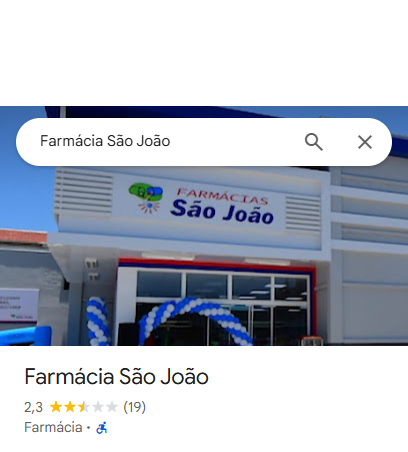 Farmácia São João
FARMÁCIAS
São João
Farmácia São João
2,3 (19)
Farmácia ·